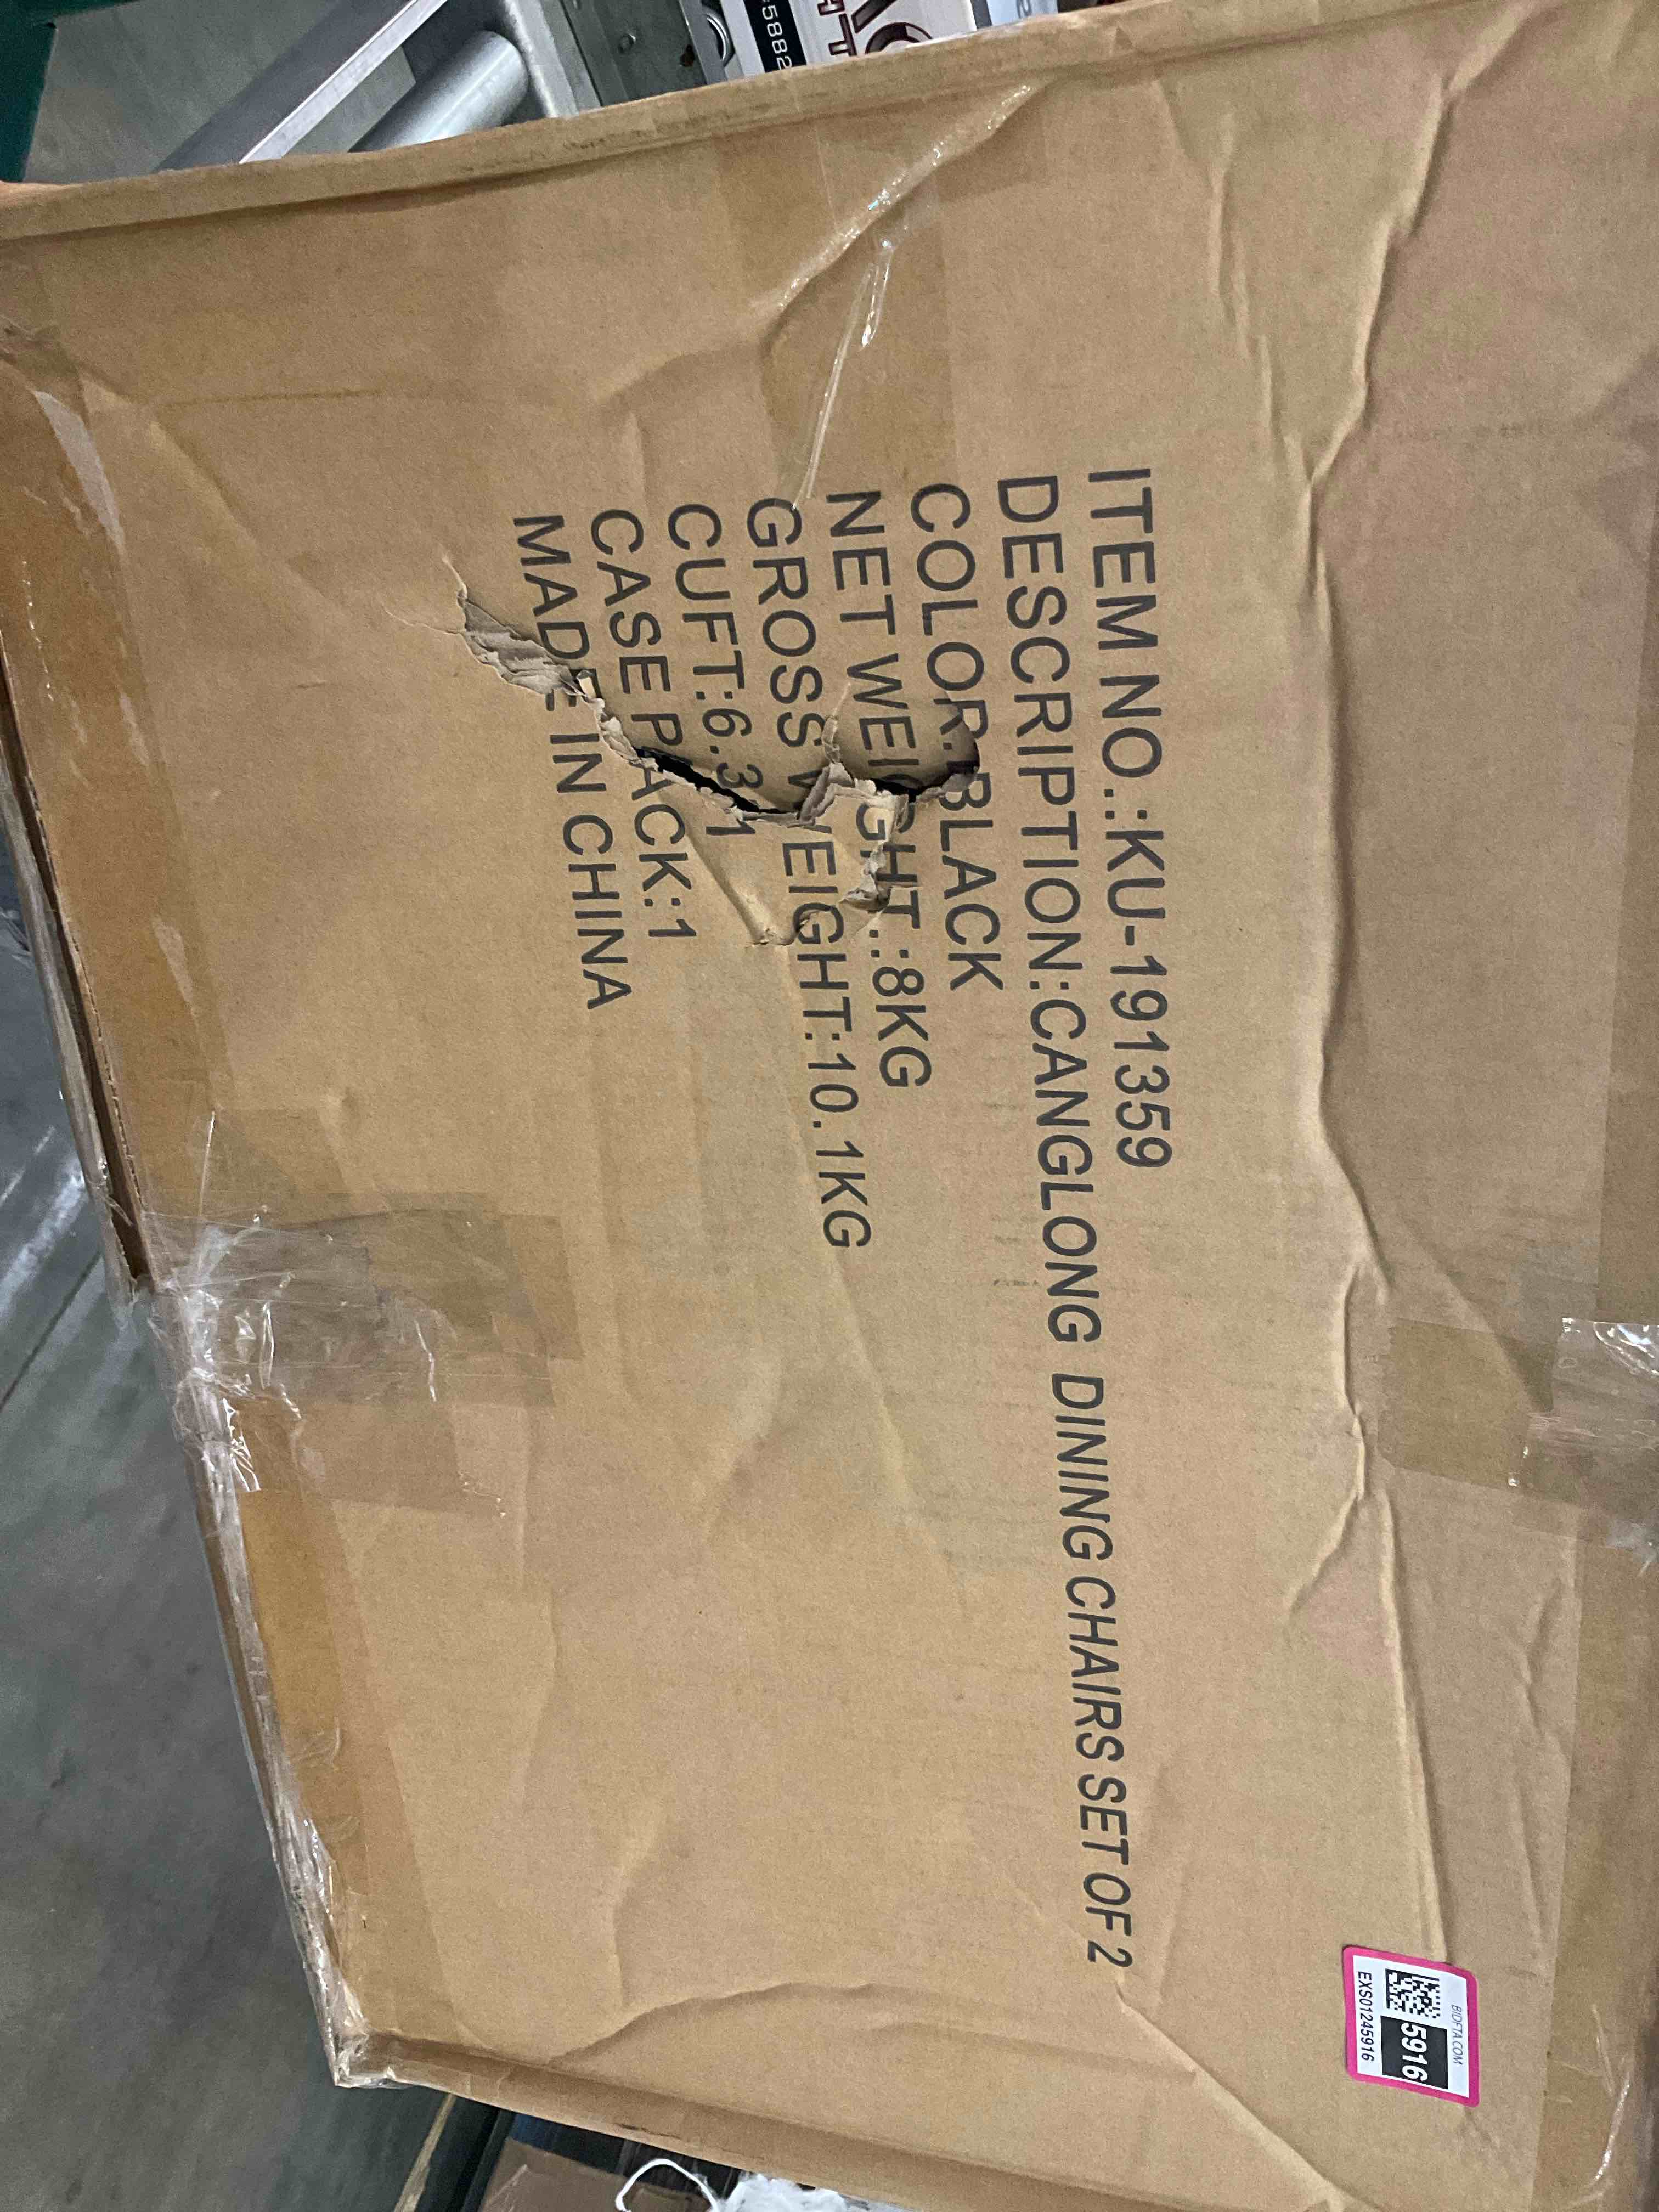 ITEM NO.:KU-191359
DESCRIPTION:CANGLONG DINING CHAIRS SET OF 2
COLOR:BLACK
NET WEIGHT.:8KG
GROSS WEIGHT:10.1KG
CUFT:6.31
CASE PACK:1
MADE IN CHINA
BIDFTA.COM
5916
EXS01245916